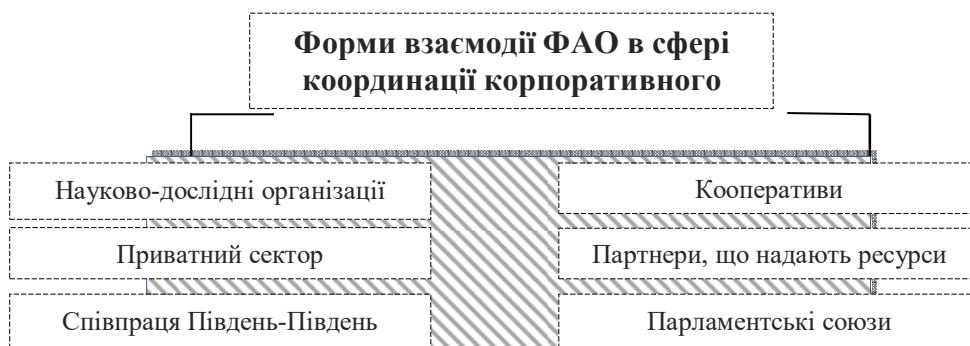 Форми взаємодії ФАО в сфері
координації корпоративного
Науково-дослідні організації
Кооперативи
Приватний сектор
Партнери, що надають ресурси
Співпраця Південь-Південь
Парламентські союзи